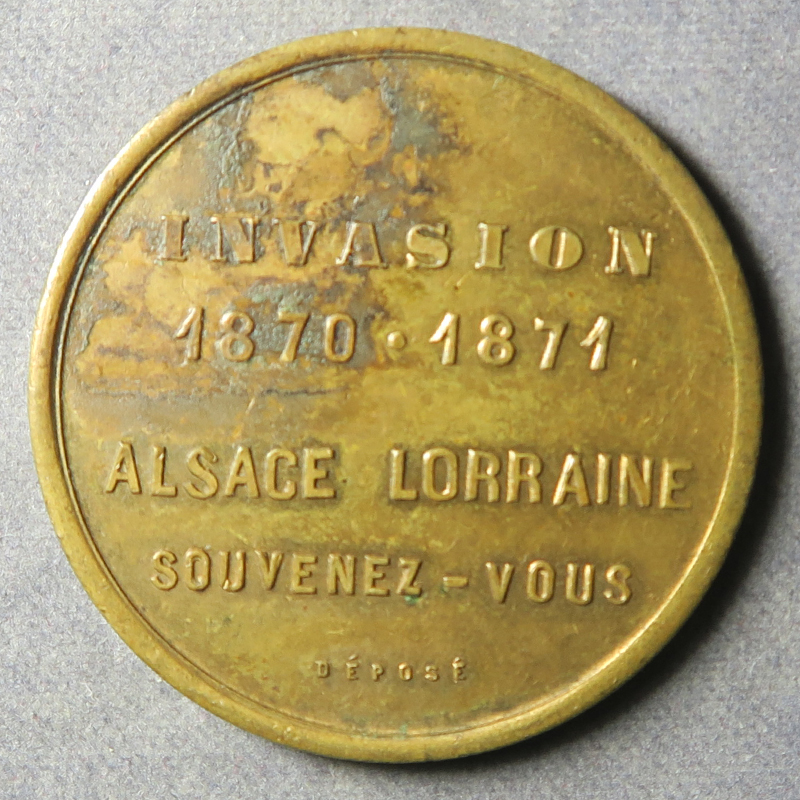 INVASION
1870 • 1871
ALSACE LORRAINE
SOUVENEZ-VOUS
DÉPOSÉ